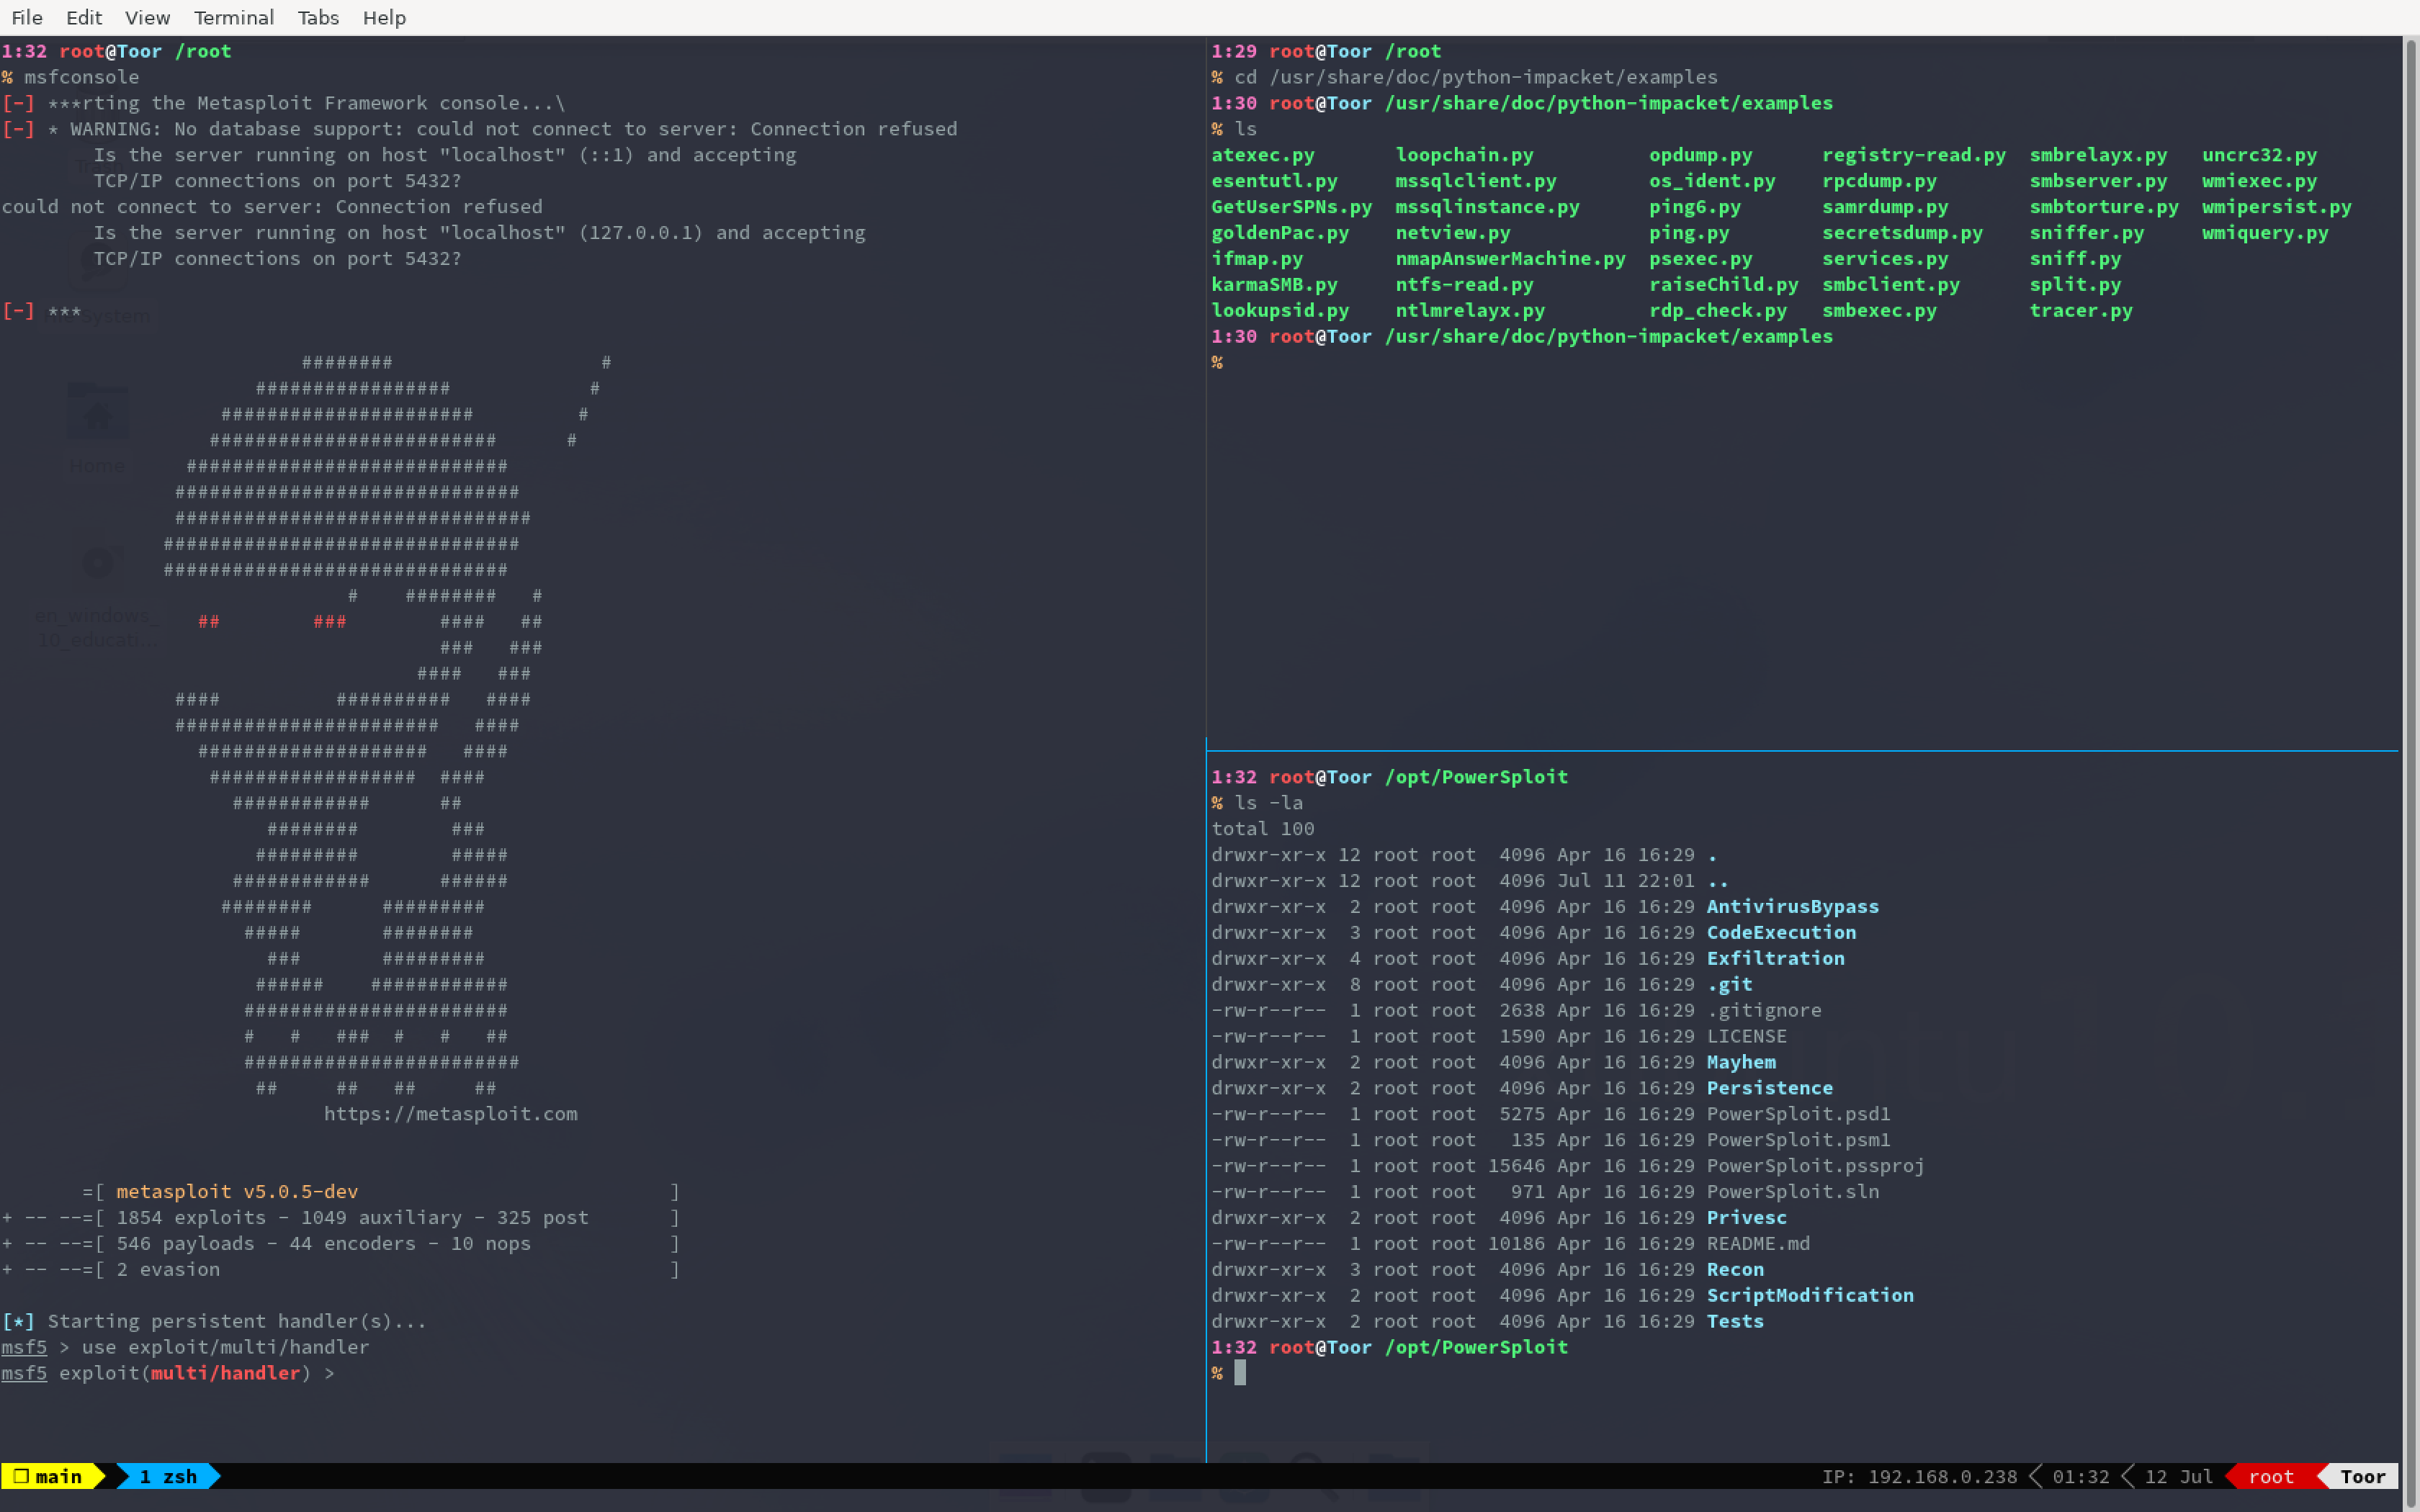 File Edit View Terminal Tabs Help
1:32 root@Toor /root
% msfconsole
[-] ***rting the Metasploit Framework console...\
[-] * WARNING: No database support: could not connect to server: Connection refused
        Is the server running on host "localhost" (::1) and accepting
        TCP/IP connections on port 5432?
could not connect to server: Connection refused
        Is the server running on host "localhost" (127.0.0.1) and accepting
        TCP/IP connections on port 5432?
[-] ***
System
Home
en_windows_
10_educati...
https://metasploit.com
=[ metasploit v5.0.5-dev ]
+ -- --=[ 1854 exploits - 1049 auxiliary - 325 post ]
+ -- --=[ 546 payloads - 44 encoders - 10 nops ]
+ -- --=[ 2 evasion ]
[*] Starting persistent handler(s)...
msf5 > use exploit/multi/handler
msf5 exploit(multi/handler) >
1:29 root@Toor /root
% cd /usr/share/doc/python-impacket/examples
1:30 root@Toor /usr/share/doc/python-impacket/examples
% ls
atexec.py loopchain.py opdump.py registry-read.py smbrelayx.py uncrc32.py
esentutl.py mssqlclient.py os_ident.py rpcdump.py smbserver.py wmiexec.py
GetUserSPNs.py mssqlinstance.py ping6.py samrdump.py smbtorture.py wmipersist.py
goldenPac.py netview.py ping.py secretsdump.py sniffer.py wmiquery.py
ifmap.py nmapAnswerMachine.py psexec.py services.py sniff.py
karmaSMB.py ntfs-read.py raiseChild.py smbclient.py split.py
lookupsid.py ntlmrelayx.py rdp_check.py smbexec.py tracer.py
1:30 root@Toor /usr/share/doc/python-impacket/examples
%
1:32 root@Toor /opt/PowerSploit
% ls -la
total 100
drwxr-xr-x 12 root root  4096 Apr 16 16:29 .
drwxr-xr-x 12 root root  4096 Jul 11 22:01 ..
drwxr-xr-x  2 root root  4096 Apr 16 16:29 AntivirusBypass
drwxr-xr-x  3 root root  4096 Apr 16 16:29 CodeExecution
drwxr-xr-x  4 root root  4096 Apr 16 16:29 Exfiltration
drwxr-xr-x  8 root root  4096 Apr 16 16:29 .git
-rw-r--r--  1 root root  2638 Apr 16 16:29 .gitignore
-rw-r--r--  1 root root  1590 Apr 16 16:29 LICENSE
drwxr-xr-x  2 root root  4096 Apr 16 16:29 Mayhem
drwxr-xr-x  2 root root  4096 Apr 16 16:29 Persistence
-rw-r--r--  1 root root  5275 Apr 16 16:29 PowerSploit.psd1
-rw-r--r--  1 root root   135 Apr 16 16:29 PowerSploit.psm1
-rw-r--r--  1 root root 15646 Apr 16 16:29 PowerSploit.pssproj
-rw-r--r--  1 root root   971 Apr 16 16:29 PowerSploit.sln
drwxr-xr-x  2 root root  4096 Apr 16 16:29 Privesc
-rw-r--r--  1 root root 10186 Apr 16 16:29 README.md
drwxr-xr-x  3 root root  4096 Apr 16 16:29 Recon
drwxr-xr-x  2 root root  4096 Apr 16 16:29 ScriptModification
drwxr-xr-x  2 root root  4096 Apr 16 16:29 Tests
1:32 root@Toor /opt/PowerSploit
%
main 1 zsh IP: 192.168.0.238 01:32 12 Jul root Toor